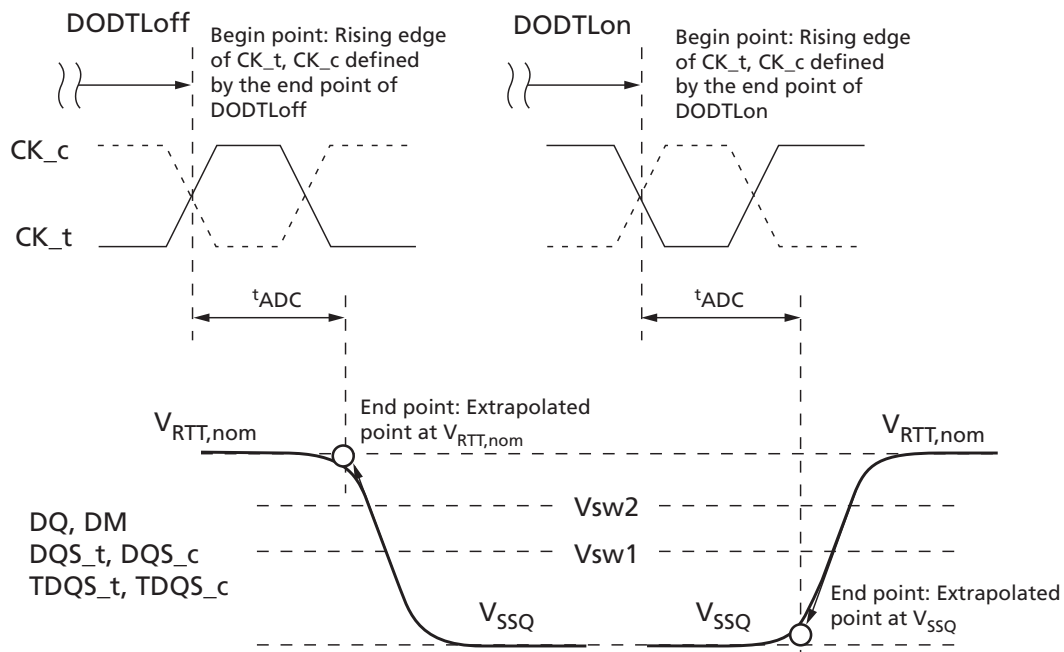 DODTLoff
Begin point: Rising edge
of CK_t, CK_c defined
by the end point of
DODTLoff
DODTLon
Begin point: Rising edge
of CK_t, CK_c defined
by the end point of
DODTLon
CK_c
CK_t
tADC
tADC
VRTT,nom
End point: Extrapolated
point at VRTT,nom
VRTT,nom
Vsw2
Vsw1
DQ, DM
DQS_t, DQS_c
TDQS_t, TDQS_c
VSSQ
VSSQ
End point: Extrapolated
point at VSSQ